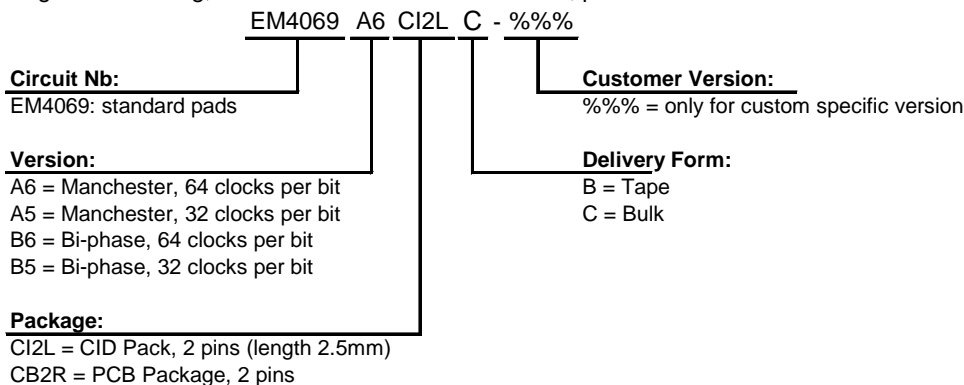 EM4069 A6 CI2L C - %%%
Circuit Nb:
EM4069: standard pads
Customer Version:
%%% = only for custom specific version
Version:
A6 = Manchester, 64 clocks per bit
A5 = Manchester, 32 clocks per bit
B6 = Bi-phase, 64 clocks per bit
B5 = Bi-phase, 32 clocks per bit
Delivery Form:
B = Tape
C = Bulk
Package:
CI2L = CID Pack, 2 pins (length 2.5mm)
CB2R = PCB Package, 2 pins